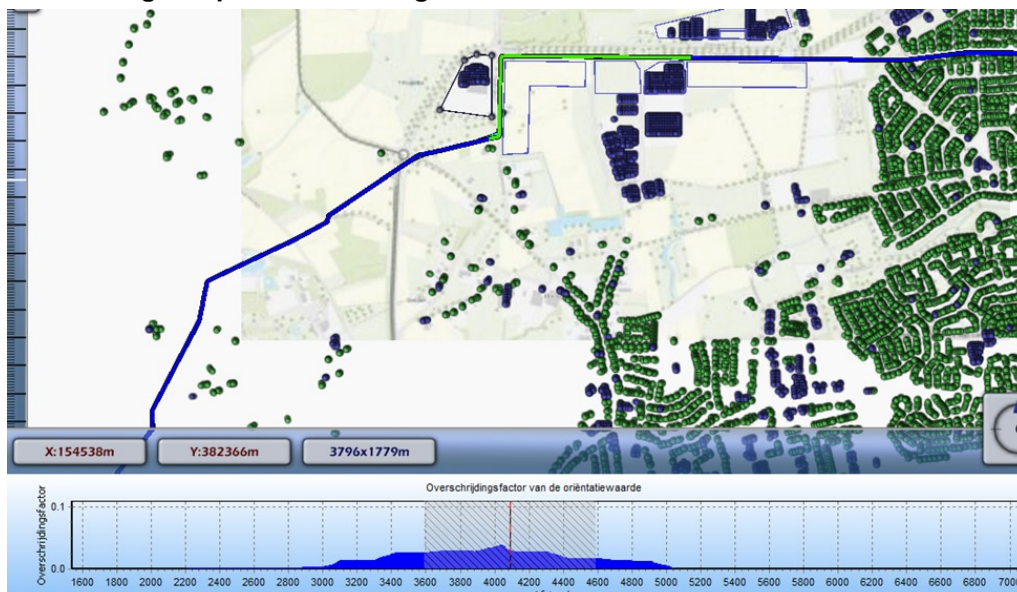 X:154538m
Y:382366m
3796x1779m
Overschrijdingsfactor van de oriëntatiewaarde
Overschrijdingsfactor
0.1
0.0
1600 1800 2000 2200 2400 2600 2800 3000 3200 3400 3600 3800 4000 4200 4400 4600 4800 5000 5200 5400 5600 5800 6000 6200 6400 6600 6800